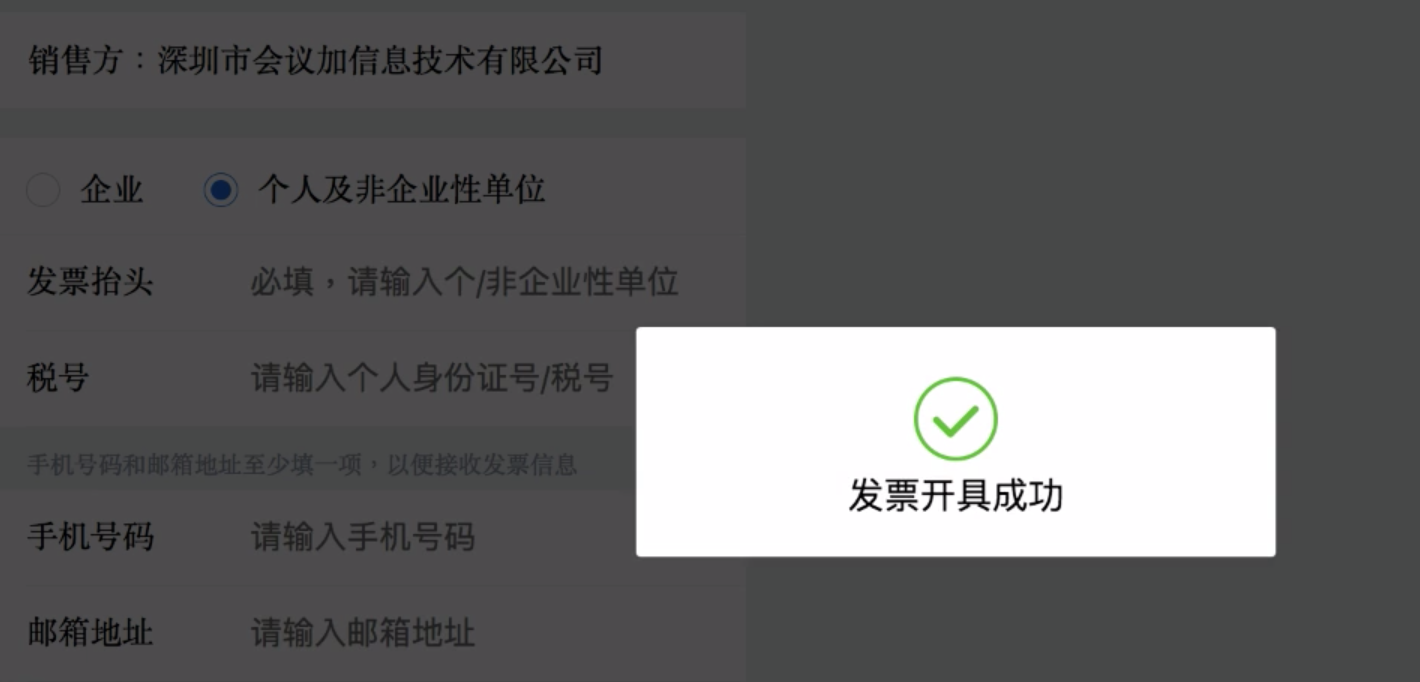 销售方：深圳市会议加信息技术有限公司
企业 个人及非企业性单位
发票抬头 必填，请输入个/非企业性单位
税号 请输入个人身份证号/税号
手机号码和邮箱地址至少填一项，以便接收发票信息
发票开具成功
手机号码 请输入手机号码
邮箱地址 请输入邮箱地址